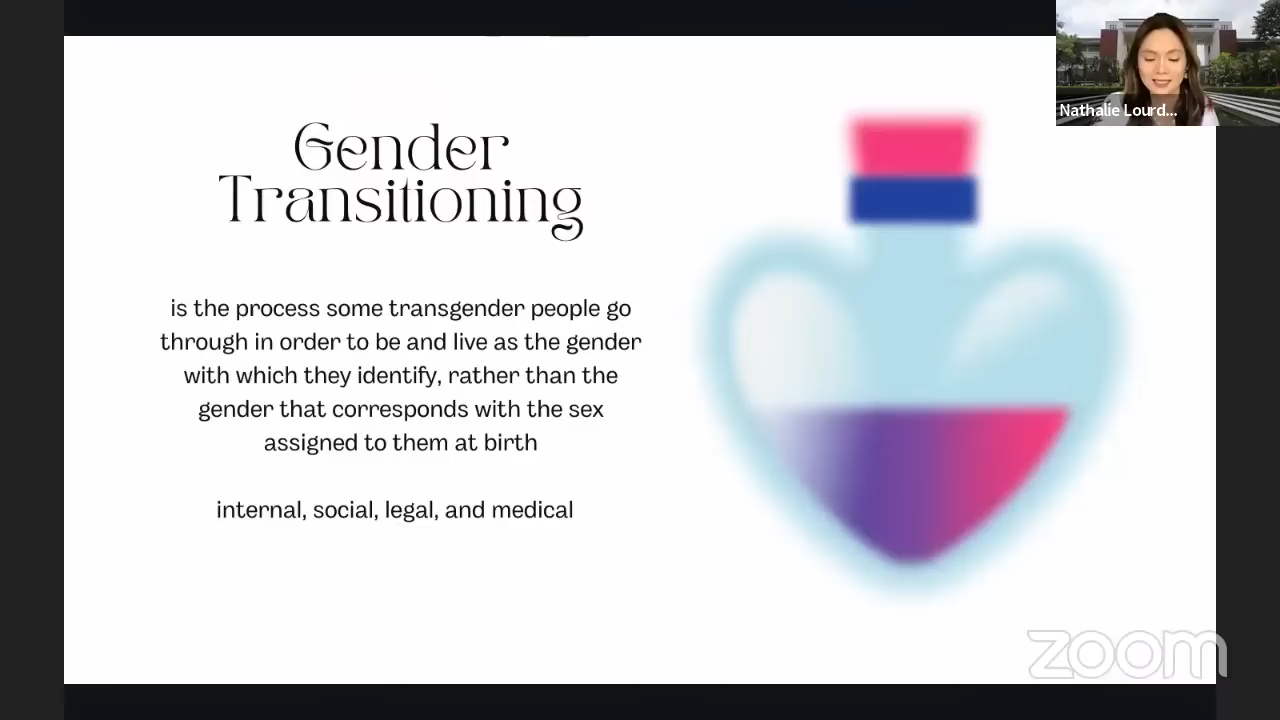 Gender
Transitioning
is the process some transgender people go
through in order to be and live as the gender
with which they identify, rather than the
gender that corresponds with the sex
assigned to them at birth
internal, social, legal, and medical
Nathalie Lourd...
zoom